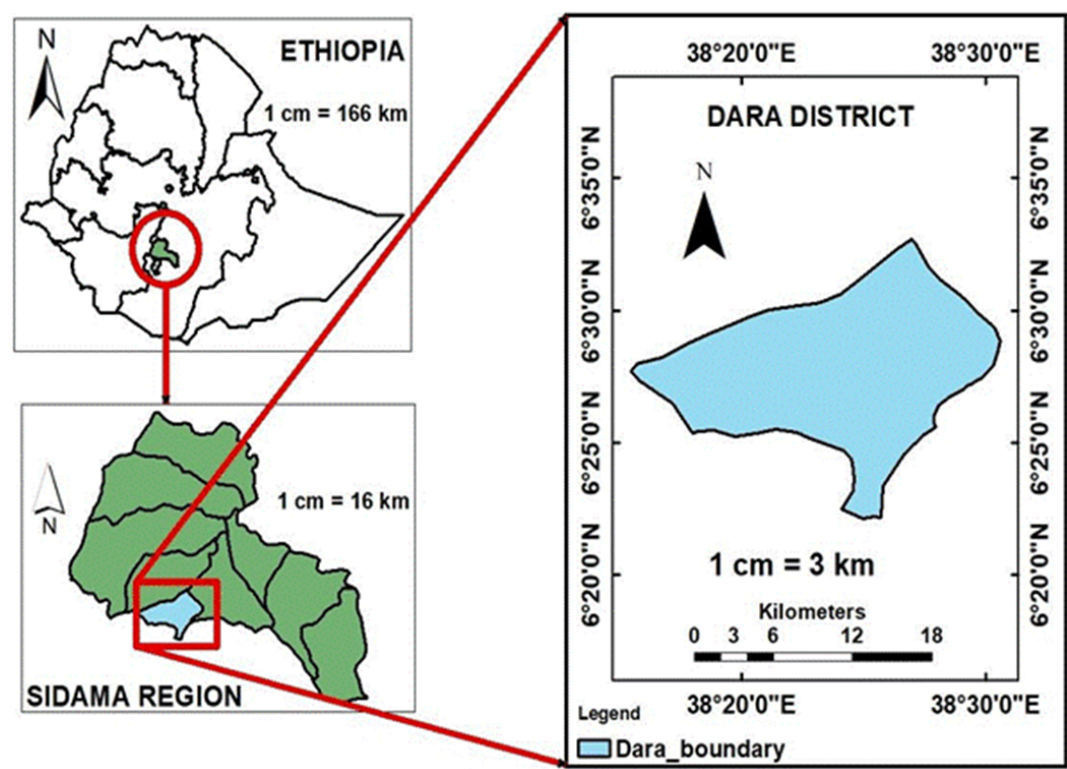 N
ETHIOPIA
1 cm = 166 km
1 cm = 16 km
N
SIDAMA REGION
38°20'0"E 38°30'0"E
DARA DISTRICT
N
6°35'0"N 6°35'0"N
6°30'0"N 6°30'0"N
6°25'0"N 6°25'0"N
6°20'0"N 6°20'0"N
1 cm = 3 km
Kilometers
0 3 6 12 18
38°20'0"E 38°30'0"E
Legend
Dara_boundary